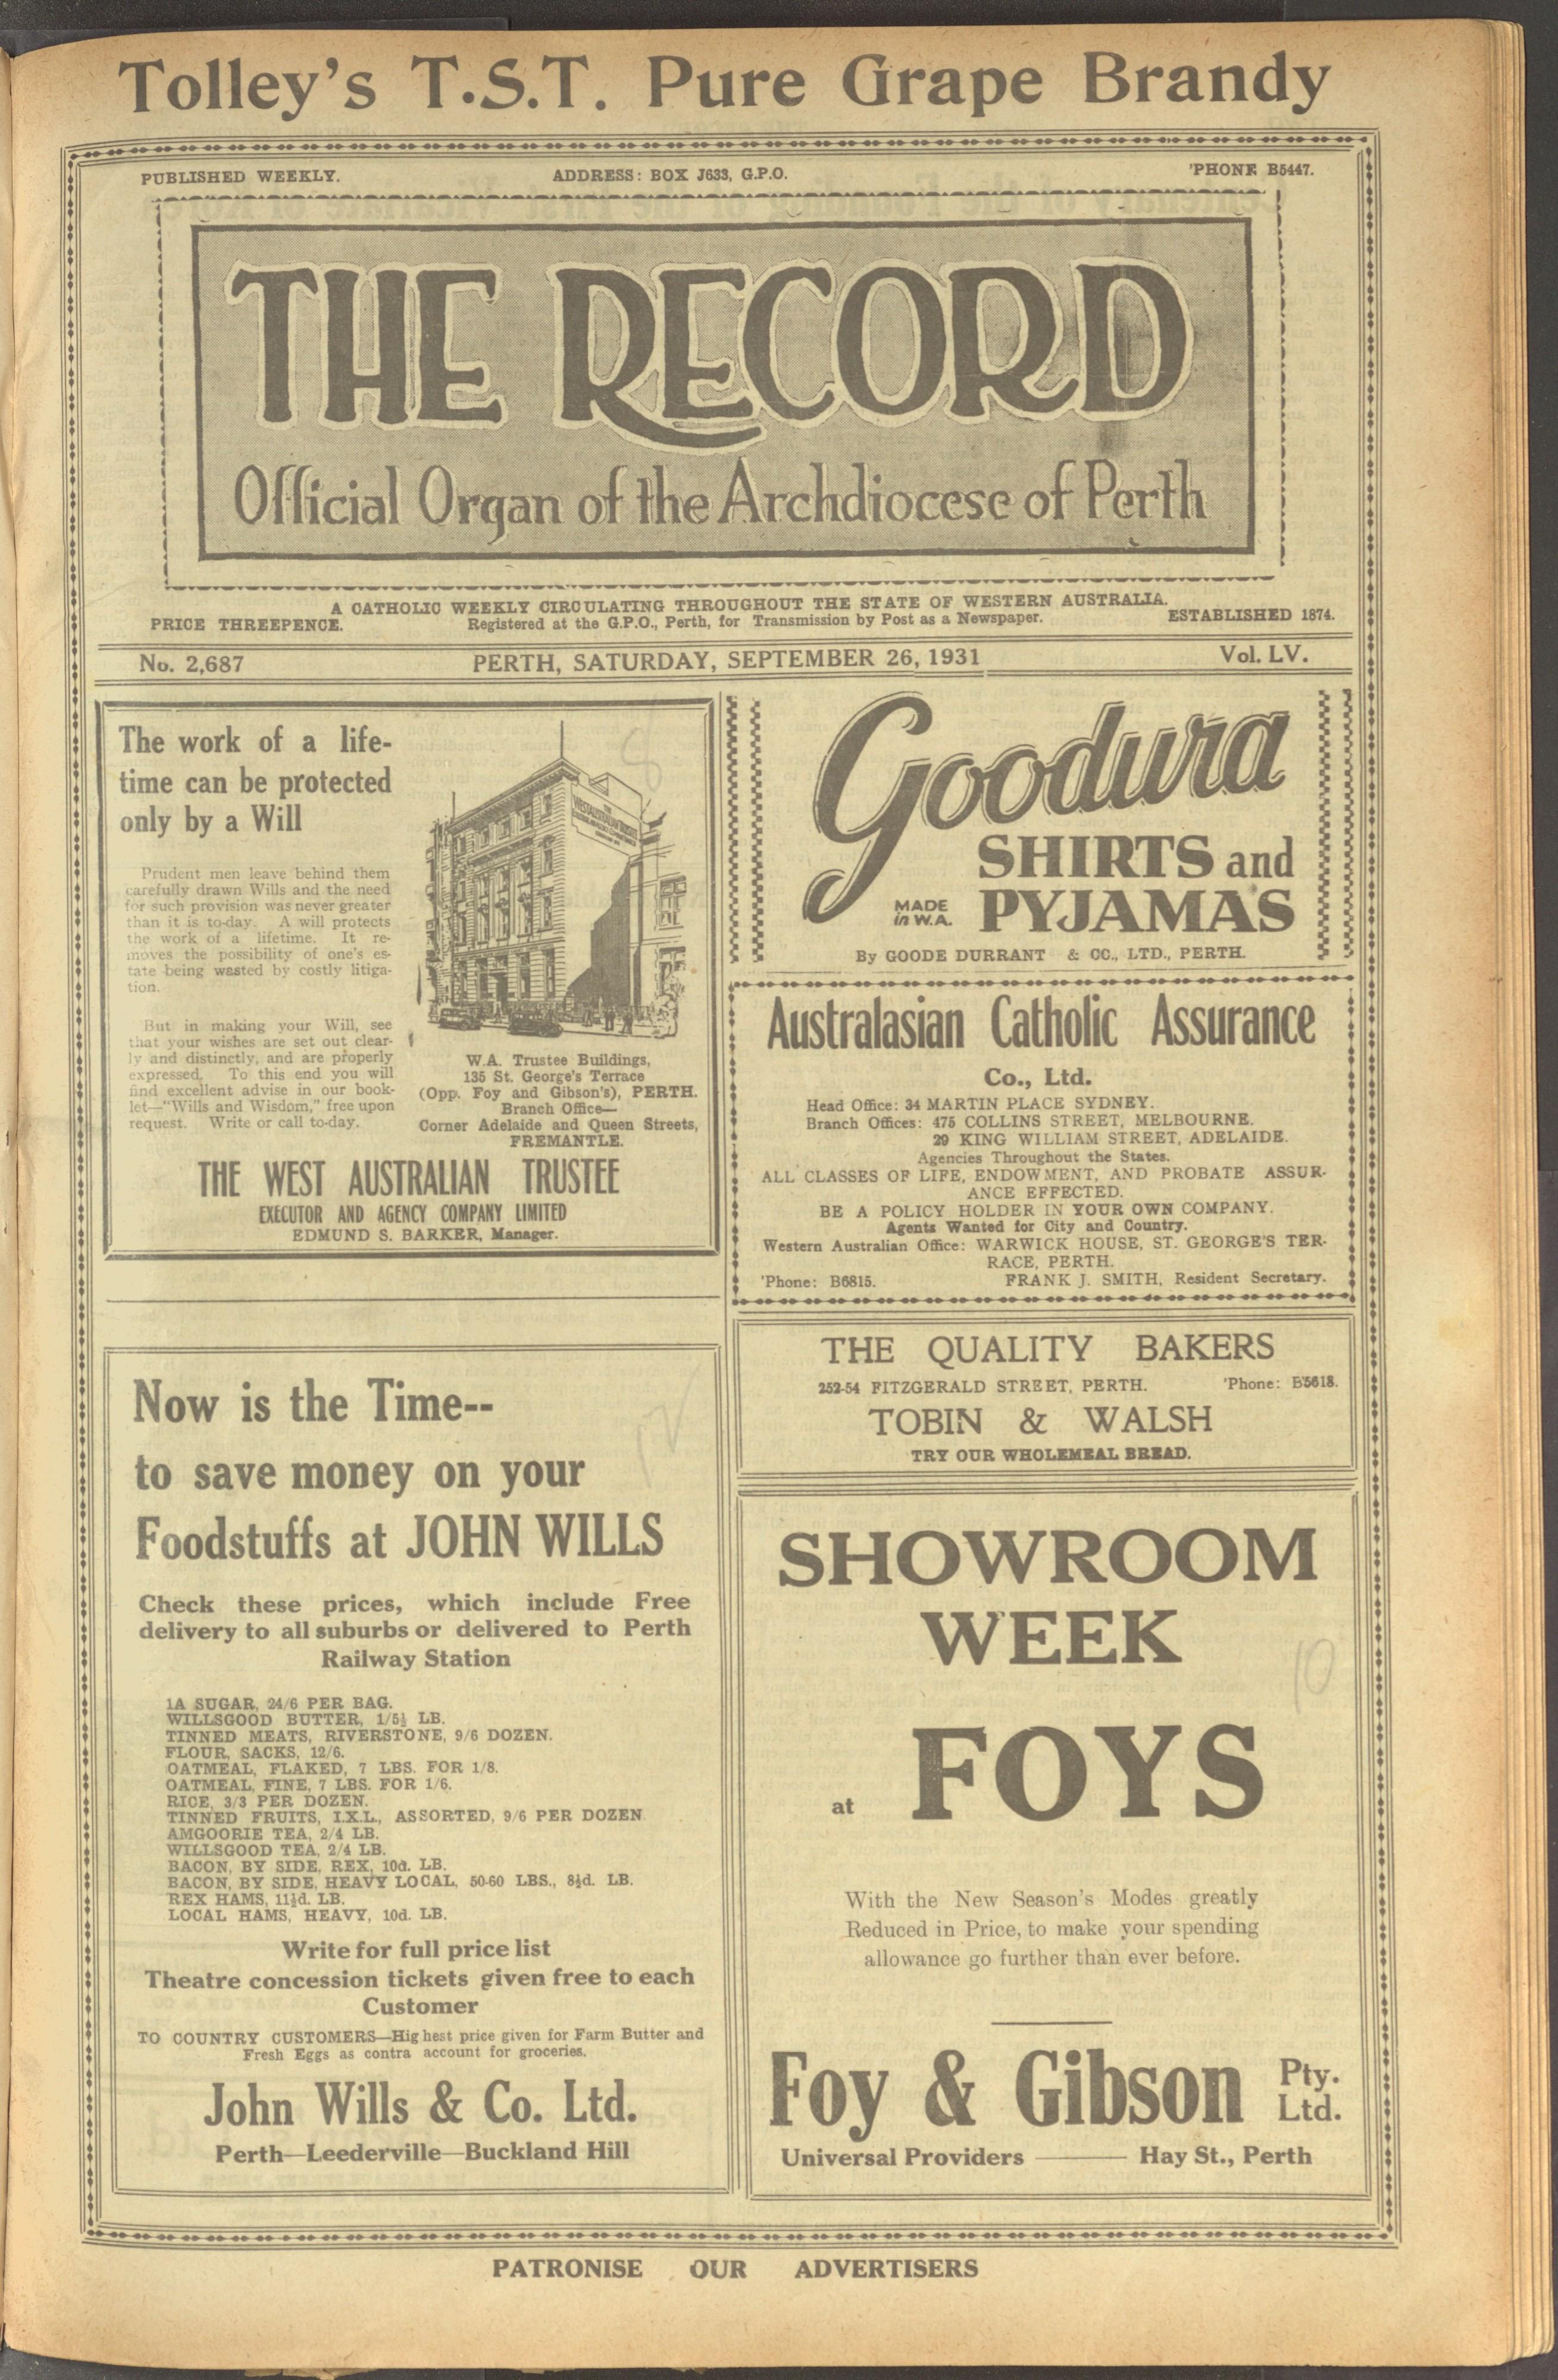 Tolley's T.S.T. Pure Grape Brandy
PUBLISHED WEEKLY. ADDRESS: BOX J633, G.P.O. 'PHONE B5447.
THE RECORD
Official Organ of the Archdiocese of Perth
A CATHOLIC WEEKLY CIRCULATING THROUGHOUT THE STATE OF WESTERN AUSTRALIA.
PRICE THREEPENCE. Registered at the G.P.O., Perth, for Transmission by Post as a Newspaper. ESTABLISHED 1874.
No. 2,687 PERTH, SATURDAY, SEPTEMBER 26, 1931 Vol. LV.
The work of a life-
time can be protected
only by a Will
Prudent men leave behind them
carefully drawn Wills and the need
for such provision was never greater
than it is to-day. A will protects
the work of a lifetime. It re-
moves the possibility of one's es-
tate being wasted by costly litiga-
tion.
But in making your Will, see
that your wishes are set out clear-
ly and distinctly, and are properly
expressed. To this end you will
find excellent advise in our book-
let—"Wills and Wisdom," free upon
request. Write or call to-day.
W.A. Trustee Buildings,
135 St. George's Terrace
(Opp. Foy and Gibson's), PERTH.
Branch Office—
Corner Adelaide and Queen Streets,
FREMANTLE.
THE WEST AUSTRALIAN TRUSTEE
EXECUTOR AND AGENCY COMPANY LIMITED
EDMUND S. BARKER, Manager.
Now is the Time--
to save money on your
Foodstuffs at JOHN WILLS
Check these prices, which include Free
delivery to all suburbs or delivered to Perth
Railway Station
1A SUGAR, 24/6 PER BAG.
WILLSGOOD BUTTER, 1/5½ LB.
TINNED MEATS, RIVERSTONE, 9/6 DOZEN.
FLOUR, SACKS, 12/6.
OATMEAL, FLAKED, 7 LBS. FOR 1/8.
OATMEAL, FINE, 7 LBS. FOR 1/6.
RICE, 3/3 PER DOZEN.
TINNED FRUITS, I.X.L., ASSORTED, 9/6 PER DOZEN
AMGOORIE TEA, 2/4 LB.
WILLSGOOD TEA, 2/4 LB.
BACON, BY SIDE, REX, 10d. LB.
BACON, BY SIDE, HEAVY LOCAL, 50-60 LBS., 8½d. LB.
REX HAMS, 11½d. LB.
LOCAL HAMS, HEAVY, 10d. LB.
Write for full price list
Theatre concession tickets given free to each
Customer
TO COUNTRY CUSTOMERS—Highest price given for Farm Butter and
Fresh Eggs as contra account for groceries.
John Wills & Co. Ltd.
Perth—Leederville—Buckland Hill
Goodura
SHIRTS and
MADE in W.A. PYJAMAS
By GOODE DURRANT & CO., LTD., PERTH.
Australasian Catholic Assurance
Co., Ltd.
Head Office: 34 MARTIN PLACE SYDNEY.
Branch Offices: 475 COLLINS STREET, MELBOURNE.
29 KING WILLIAM STREET, ADELAIDE.
Agencies Throughout the States.
ALL CLASSES OF LIFE, ENDOWMENT, AND PROBATE ASSUR-
ANCE EFFECTED.
BE A POLICY HOLDER IN YOUR OWN COMPANY.
Agents Wanted for City and Country.
Western Australian Office: WARWICK HOUSE, ST. GEORGE'S TER-
RACE, PERTH.
'Phone: B6815. FRANK J. SMITH, Resident Secretary.
THE QUALITY BAKERS
252-54 FITZGERALD STREET, PERTH. 'Phone: B5618.
TOBIN & WALSH
TRY OUR WHOLEMEAL BREAD.
SHOWROOM
WEEK
at FOYS
10
With the New Season's Modes greatly
Reduced in Price, to make your spending
allowance go further than ever before.
Foy & Gibson Pty. Ltd.
Universal Providers —— Hay St., Perth
PATRONISE OUR ADVERTISERS